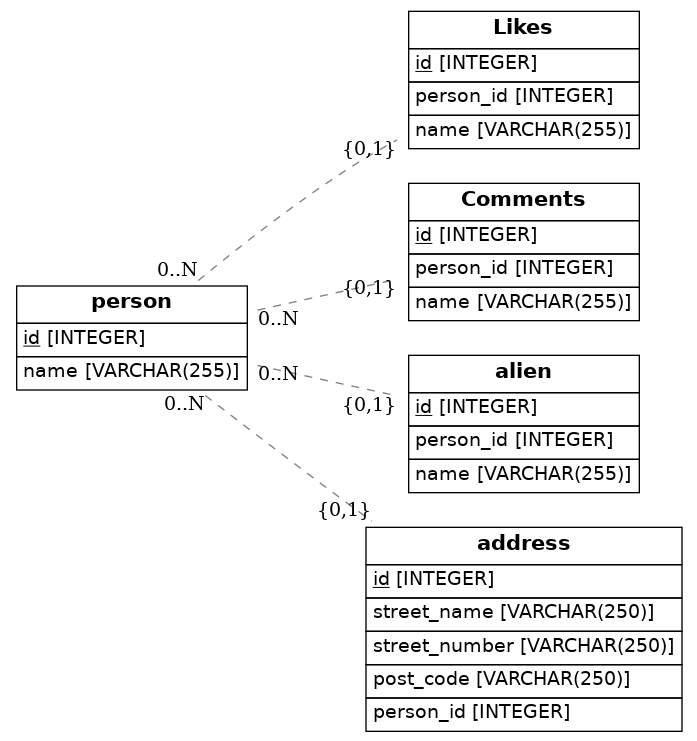 Likes
id [INTEGER]
person_id [INTEGER]
name [VARCHAR(255)]
{0,1}
0..N
Comments
id [INTEGER]
person_id [INTEGER]
name [VARCHAR(255)]
{0,1}
0..N
person
id [INTEGER]
name [VARCHAR(255)]
0..N
{0,1}
alien
id [INTEGER]
person_id [INTEGER]
name [VARCHAR(255)]
0..N
{0,1}
address
id [INTEGER]
street_name [VARCHAR(250)]
street_number [VARCHAR(250)]
post_code [VARCHAR(250)]
person_id [INTEGER]